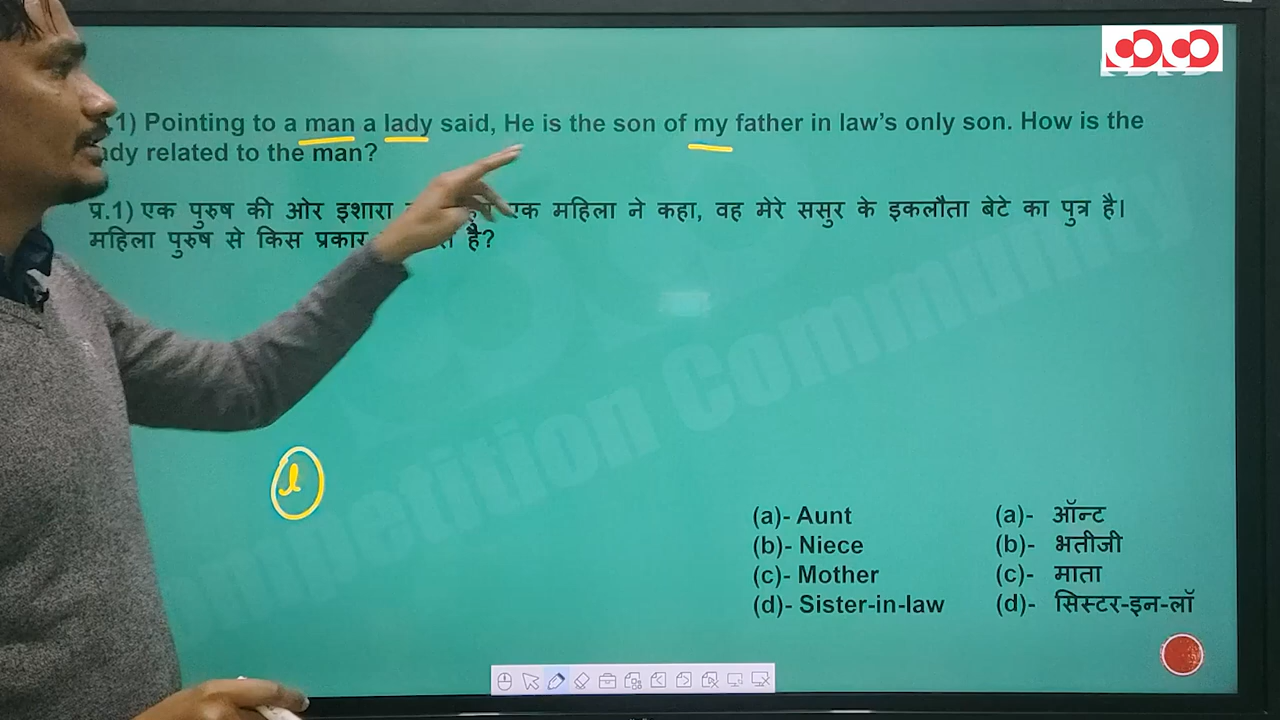 1) Pointing to a man a lady said, He is the son of my father in law's only son. How is the
related to the man?
प्र.1) एक पुरुष की ओर इशारा एक महिला ने कहा, वह मेरे ससुर के इकलौता बेटे का पुत्र है।
महिला पुरुष से किस प्रकार है?
(a)- Aunt (a)- ऑन्ट
(b)- Niece (b)- भतीजी
(c)- Mother (c)- माता
(d)- Sister-in-law (d)- सिस्टर-इन-लॉ
Community